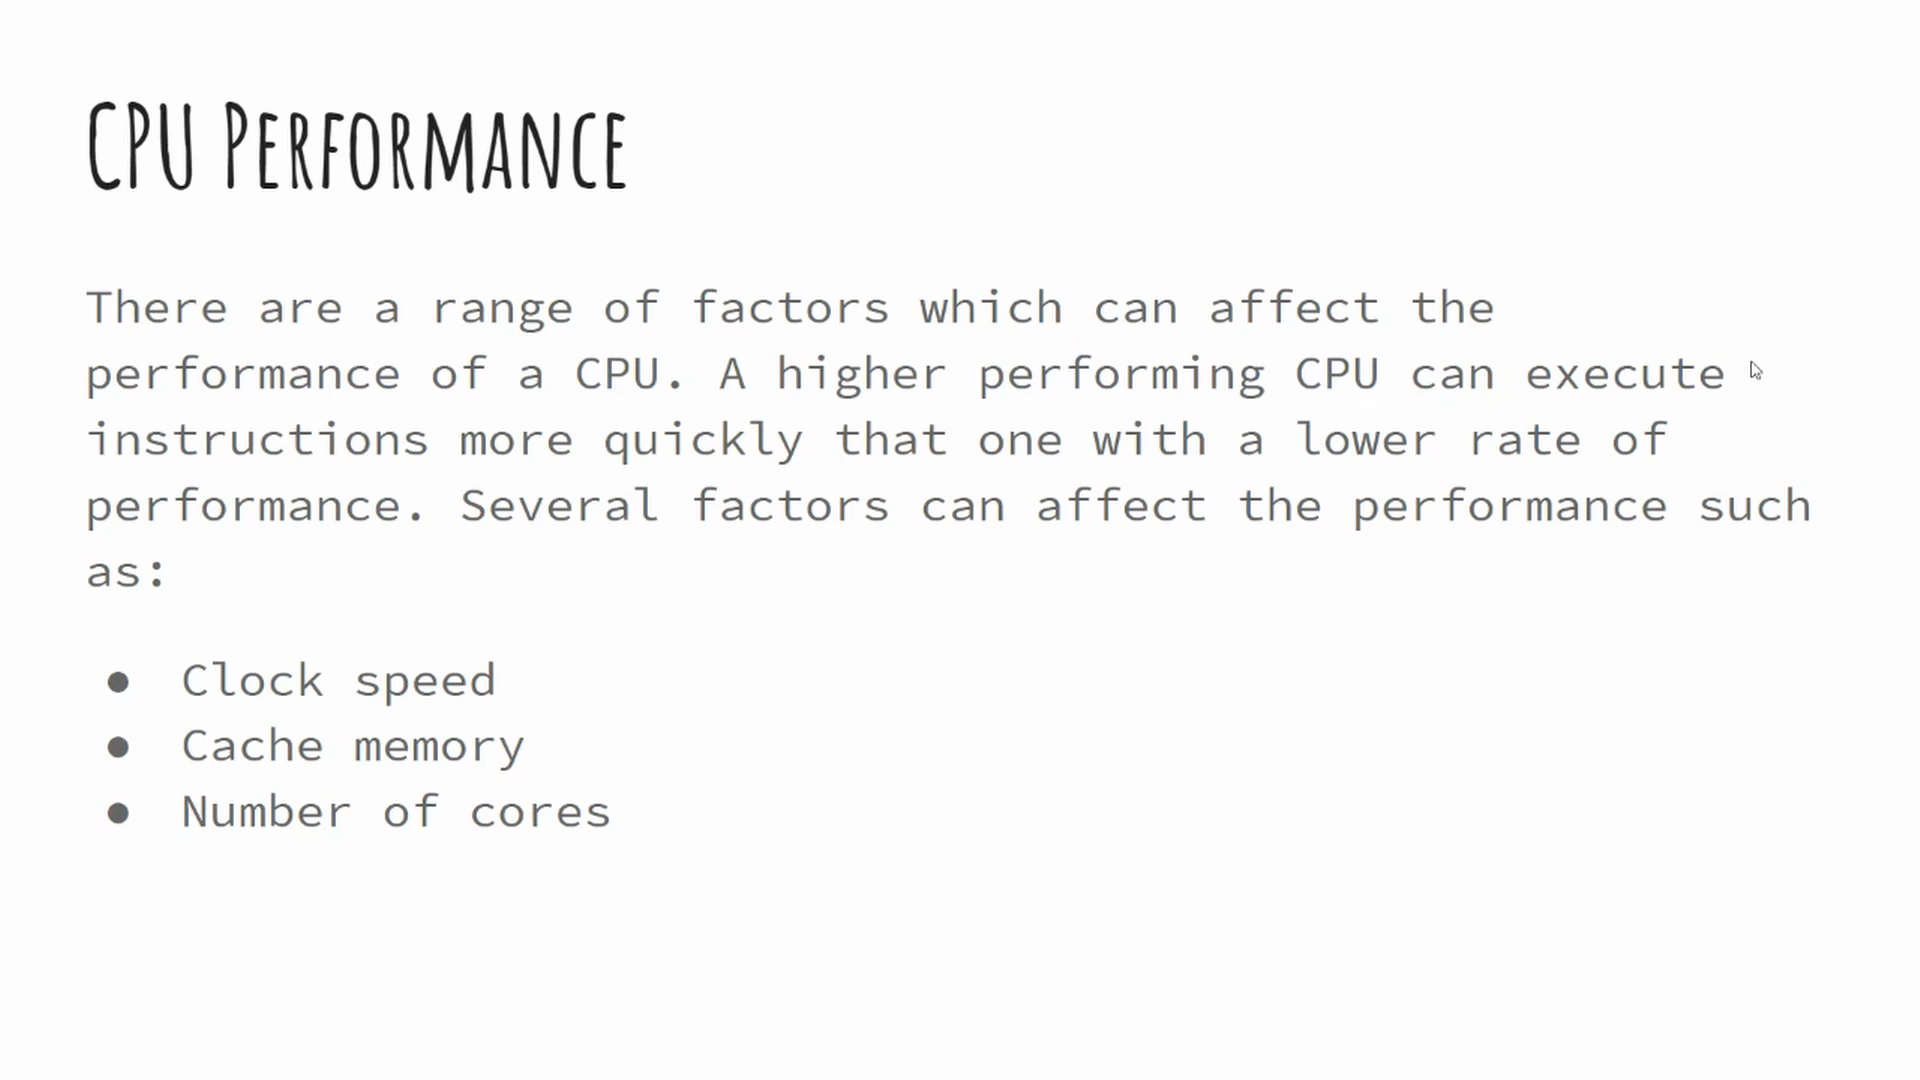 CPU Performance
There are a range of factors which can affect the
performance of a CPU. A higher performing CPU can execute
instructions more quickly that one with a lower rate of
performance. Several factors can affect the performance such
as:
● Clock speed
● Cache memory
● Number of cores